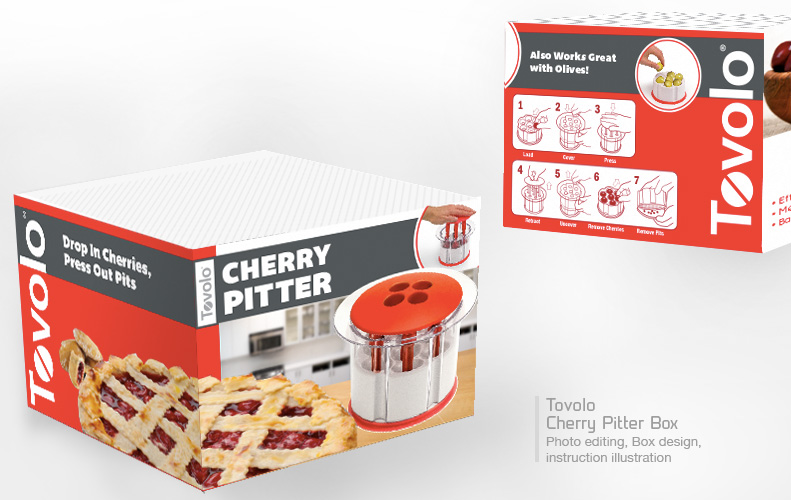 Also Works Great
with Olives!
Tovolo®
1 2 3
Load Cover Press
4 5 6 7
Reboot Uncover Remove Cherries Remove Pits
Tovolo
Drop In Cherries,
Press Out Pits
Tovolo
CHERRY
PITTER
Tovolo
Cherry Pitter Box
Photo editing, Box design,
instruction illustration